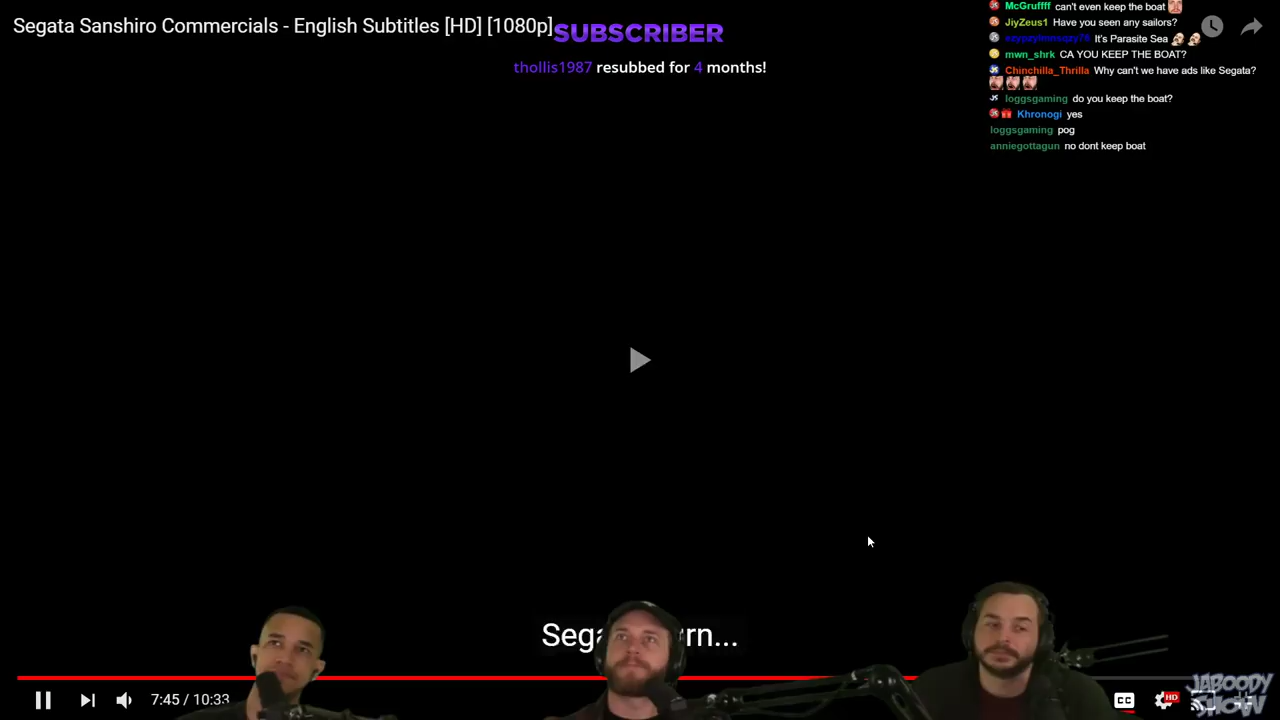 Segata Sanshiro Commercials - English Subtitles [HD] [1080p]
SUBSCRIBER
thollis1987 resubbed for 4 months!
McGruffff can't even keep the boat
JiyZeus1 Have you seen any sailors?
It's Parasite Sea
mwn_shrk CA YOU KEEP THE BOAT?
Chinchilla_Thrilla Why can't we have ads like Segata?
loggsgaming do you keep the boat?
Khronogi yes
loggsgaming pog
anniegottagun no dont keep boat
7:45 / 10:33
CC
HD
JABOODY
SHOW